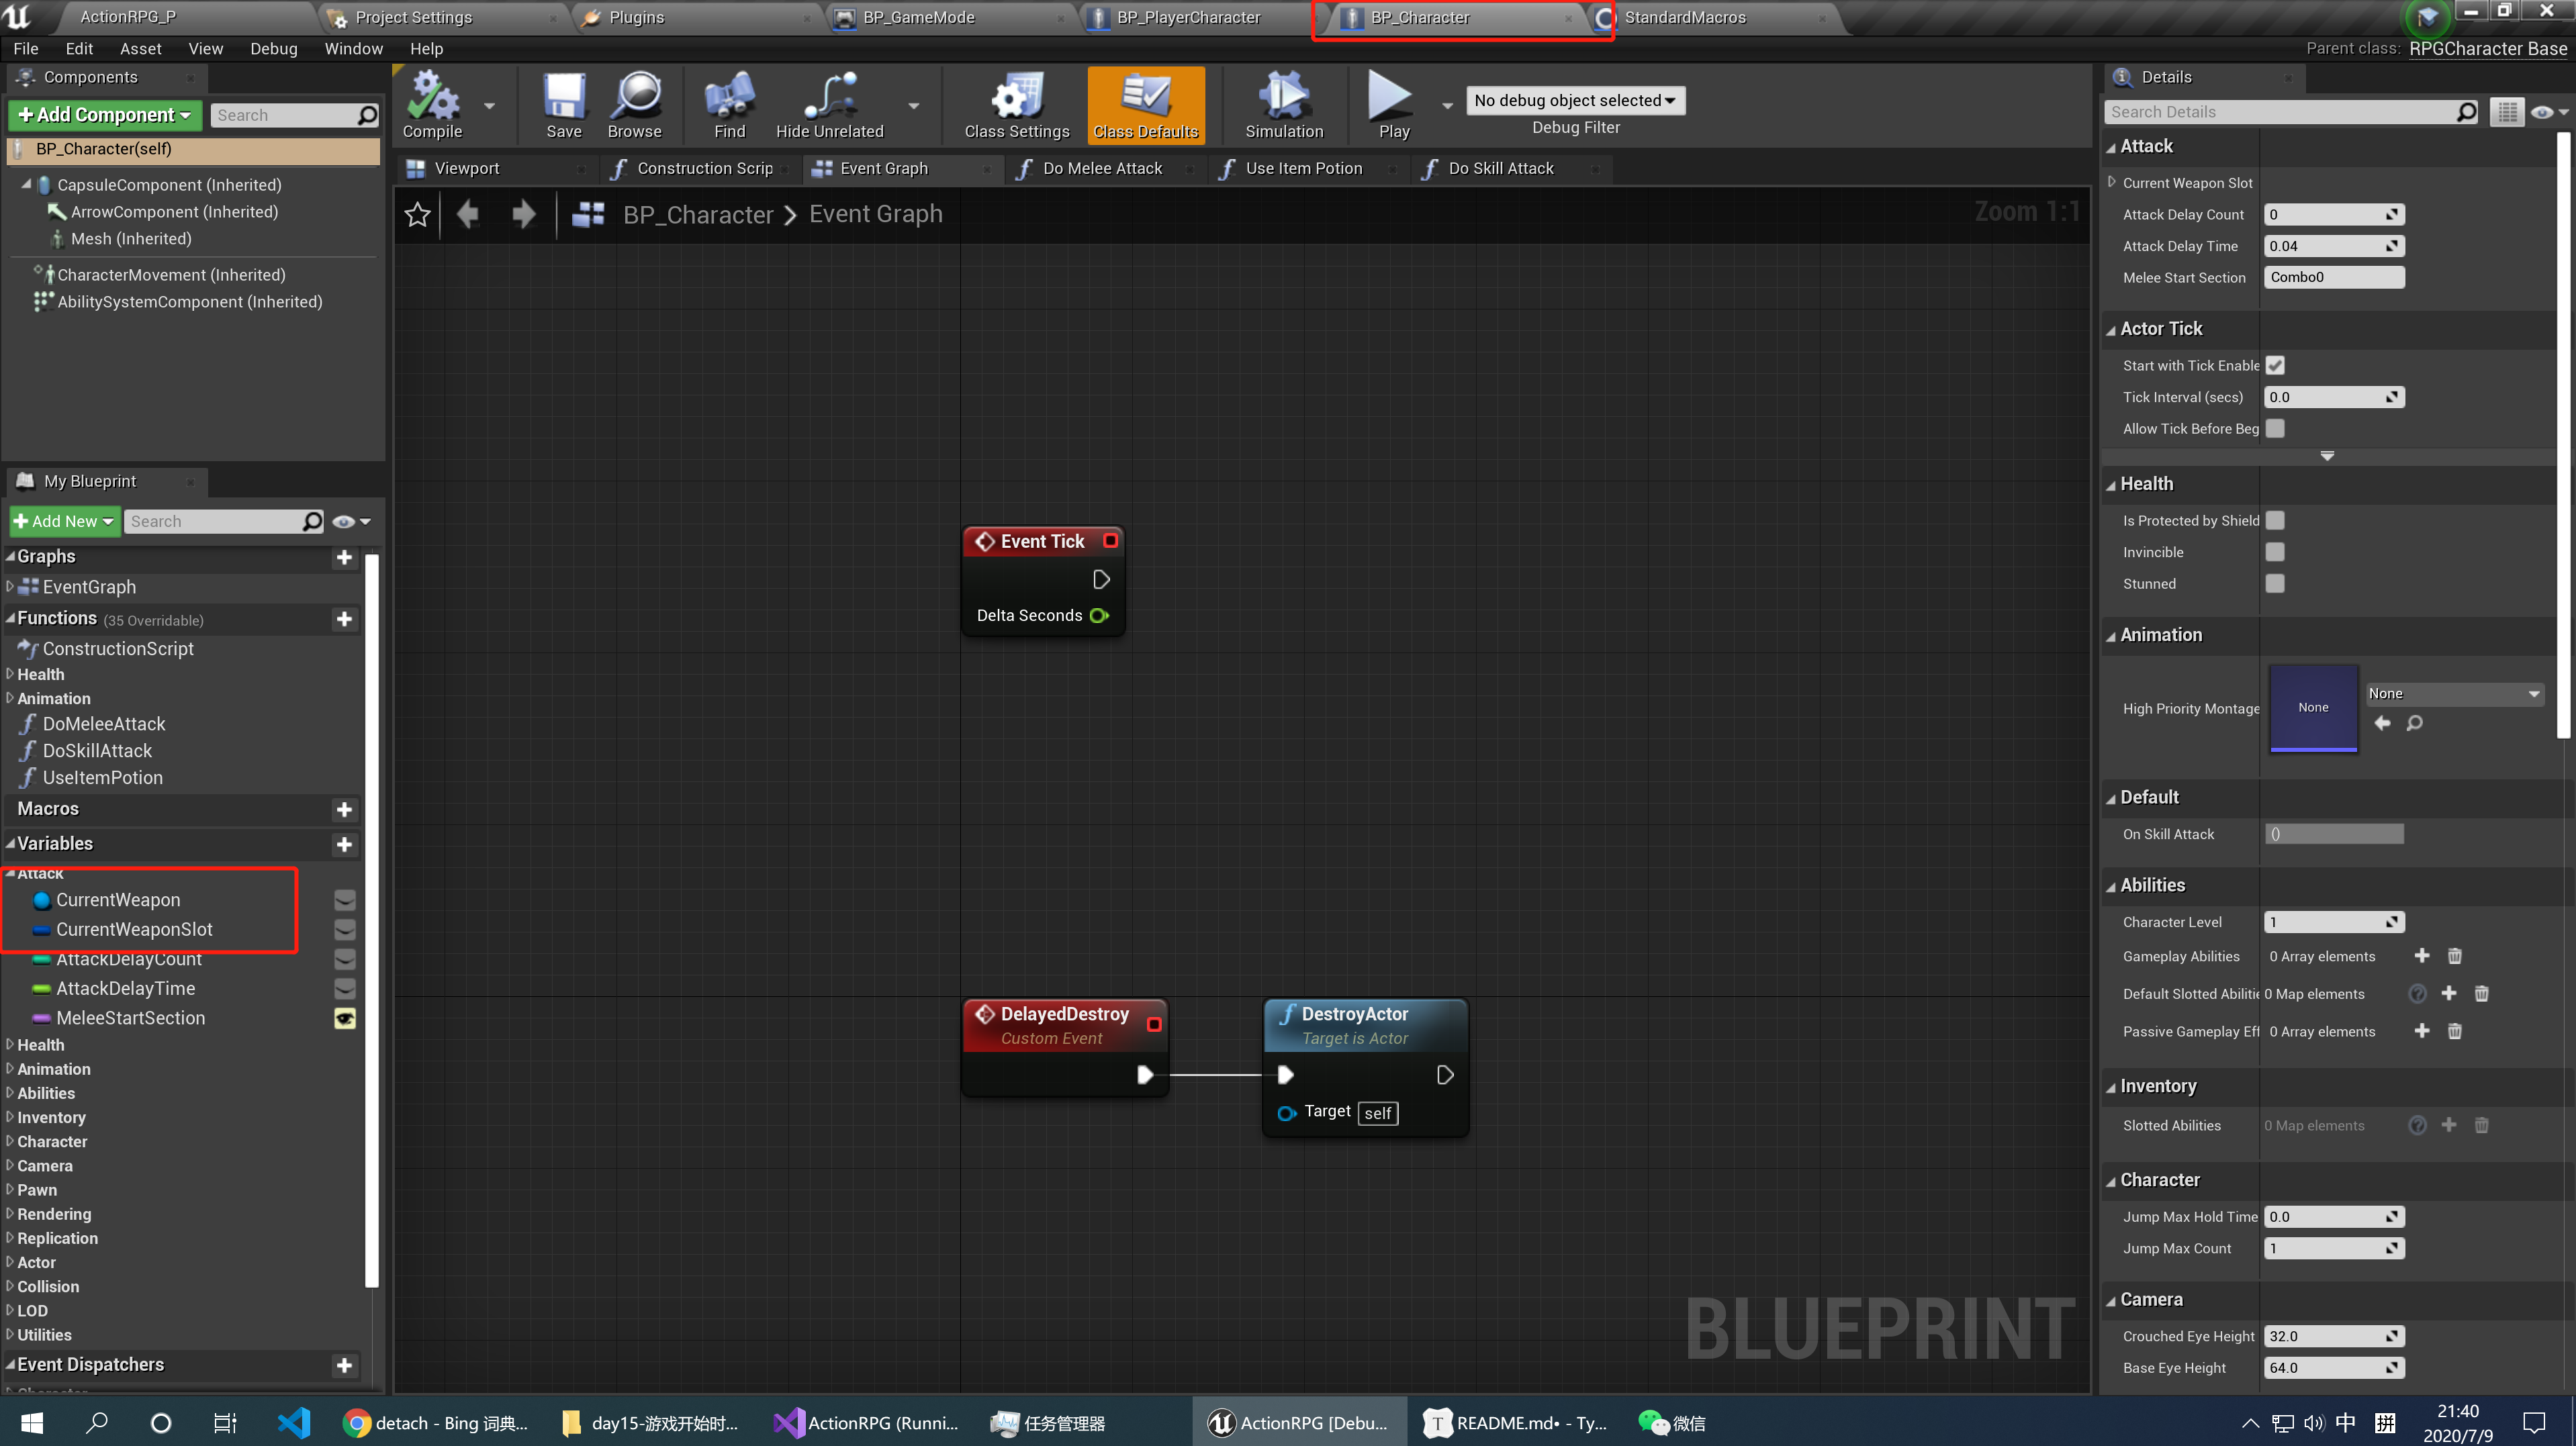 ActionRPG_P
Project Settings
Plugins
BP_GameMode
BP_PlayerCharacter
BP_Character
StandardMacros
File Edit Asset View Debug Window Help
Parent class: RPGCharacter Base
Components
Add Component
Search
BP_Character(self)
CapsuleComponent (Inherited)
ArrowComponent (Inherited)
Mesh (Inherited)
CharacterMovement (Inherited)
AbilitySystemComponent (Inherited)
My Blueprint
Add New
Search
Graphs
EventGraph
Functions (35 Overridable)
ConstructionScript
Health
Animation
DoMeleeAttack
DoSkillAttack
UseItemPotion
Macros
Variables
Attack
CurrentWeapon
CurrentWeaponSlot
AttackDelayCount
AttackDelayTime
MeleeStartSection
Health
Animation
Abilities
Inventory
Character
Camera
Pawn
Rendering
Replication
Actor
Collision
LOD
Utilities
Event Dispatchers
Compile
Save
Browse
Find
Hide Unrelated
Class Settings
Class Defaults
Simulation
Play
No debug object selected
Debug Filter
Viewport
Construction Scrip
Event Graph
Do Melee Attack
Use Item Potion
Do Skill Attack
BP_Character > Event Graph
Zoom 1:1
Event Tick
Delta Seconds
DelayedDestroy
Custom Event
DestroyActor
Target is Actor
Target self
BLUEPRINT
Details
Search Details
Attack
Current Weapon Slot
Attack Delay Count 0
Attack Delay Time 0.04
Melee Start Section Combo0
Actor Tick
Start with Tick Enable
Tick Interval (secs) 0.0
Allow Tick Before Beg
Health
Is Protected by Shield
Invincible
Stunned
Animation
High Priority Montage None None
Default
On Skill Attack ()
Abilities
Character Level 1
Gameplay Abilities 0 Array elements
Default Slotted Abilitie 0 Map elements
Passive Gameplay Eff 0 Array elements
Inventory
Slotted Abilities 0 Map elements
Character
Jump Max Hold Time 0.0
Jump Max Count 1
Camera
Crouched Eye Height 32.0
Base Eye Height 64.0
detach - Bing 词典...
day15-游戏开始时...
ActionRPG (Runni...
任务管理器
ActionRPG [Debu...
README.md• - Ty...
微信
中
拼
21:40
2020/7/9